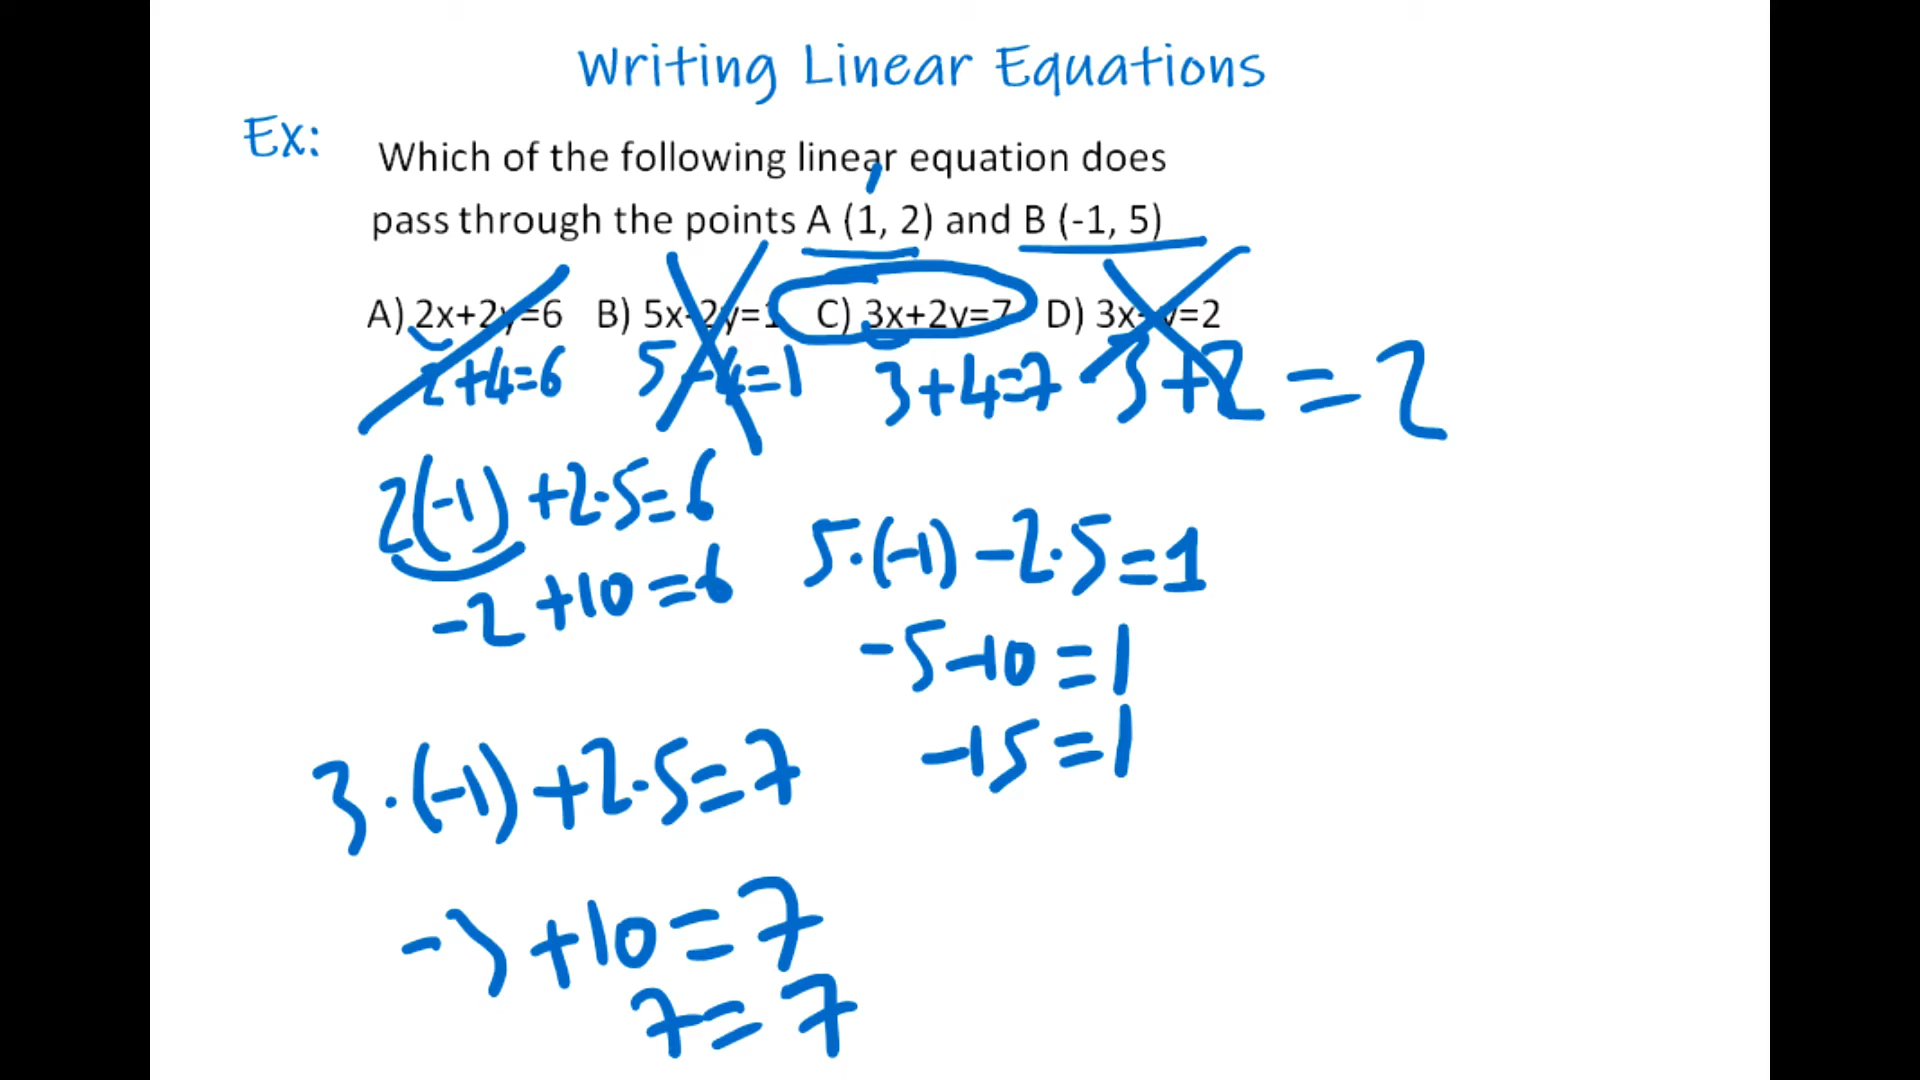 Writing Linear Equations
Ex:
Which of the following linear equation does
pass through the points A (1, 2) and B (-1, 5)
A) 2x+2y=6 B) 5x-2y=1 C) 3x+2y=7 D) 3x+y=2
2+4=6 5-4=1 3+4=7 3+2=2
2(-1)+2·5=6
-2+10=6
5·(-1)-2·5=1
-5-10=1
-15=1
3·(-1)+2·5=7
-3+10=7
7=7